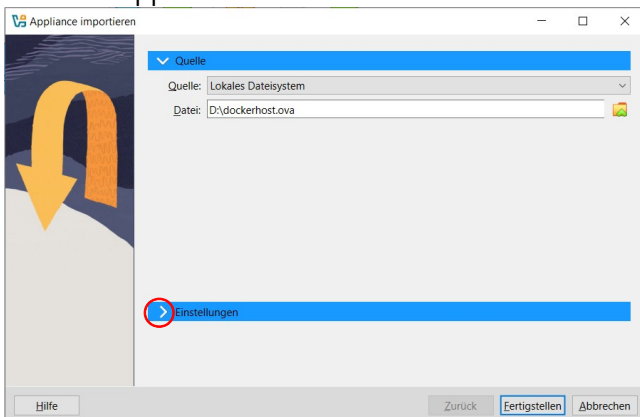 Appliance importieren
Quelle
Quelle: Lokales Dateisystem
Datei: D:\dockerhost.ova
Einstellungen
Hilfe Zurück Fertigstellen Abbrechen